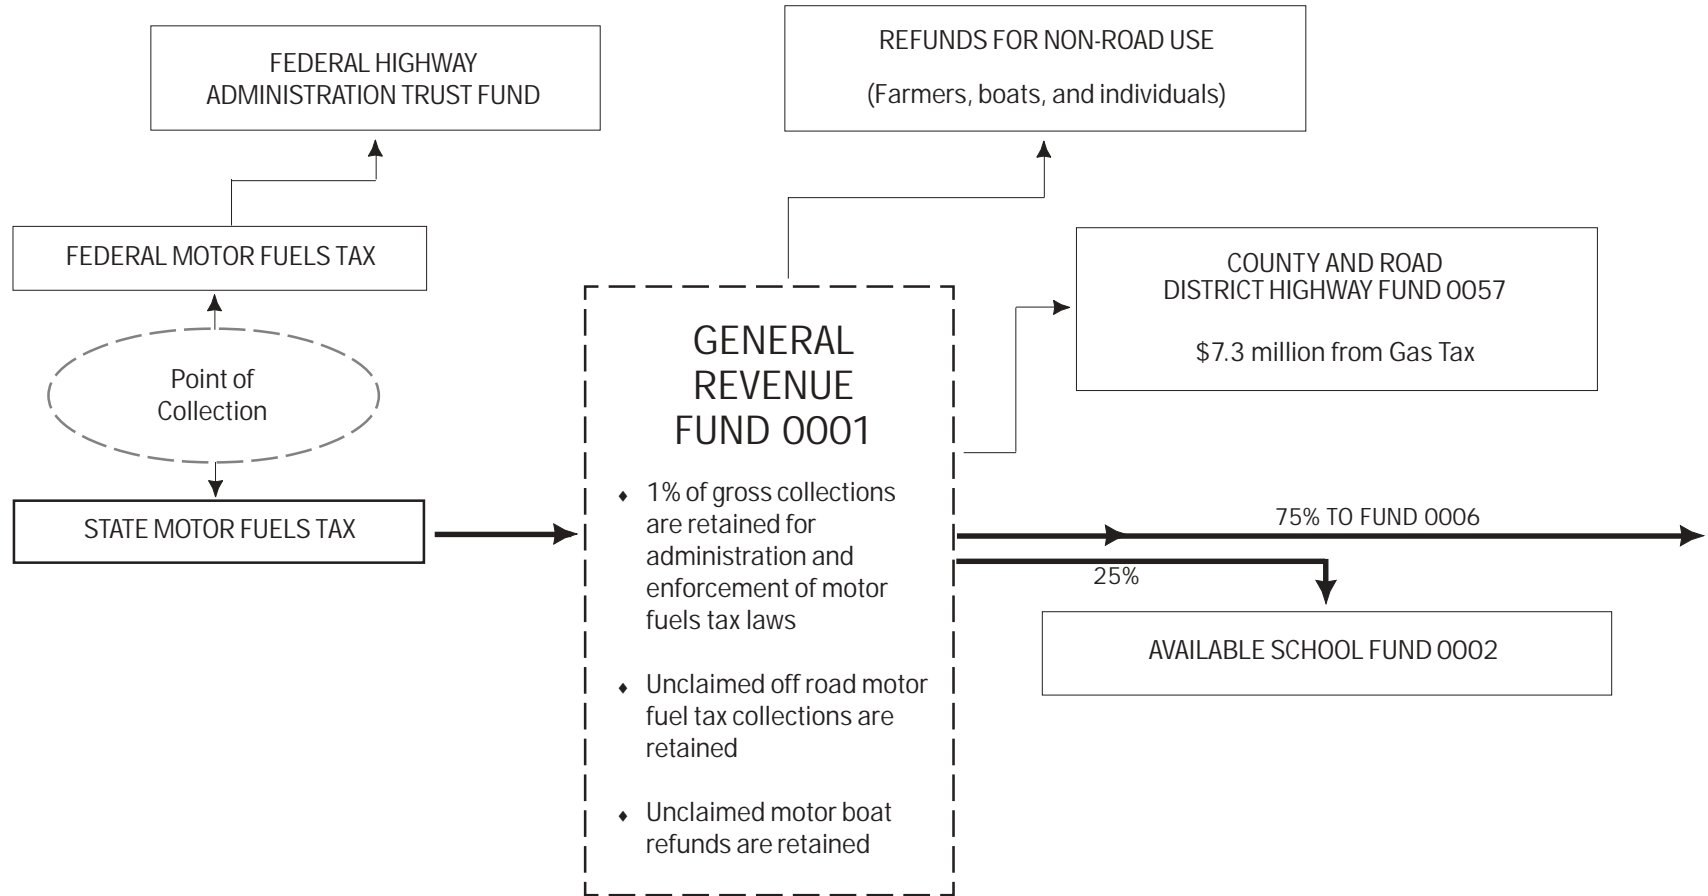 FEDERAL HIGHWAY
ADMINISTRATION TRUST FUND
REFUNDS FOR NON-ROAD USE
(Farmers, boats, and individuals)
FEDERAL MOTOR FUELS TAX
COUNTY AND ROAD
DISTRICT HIGHWAY FUND 0057
$7.3 million from Gas Tax
Point of
Collection
STATE MOTOR FUELS TAX
GENERAL
REVENUE
FUND 0001
⬧ 1% of gross collections
are retained for
administration and
enforcement of motor
fuels tax laws
⬧ Unclaimed off road motor
fuel tax collections are
retained
⬧ Unclaimed motor boat
refunds are retained
75% TO FUND 0006
25%
AVAILABLE SCHOOL FUND 0002